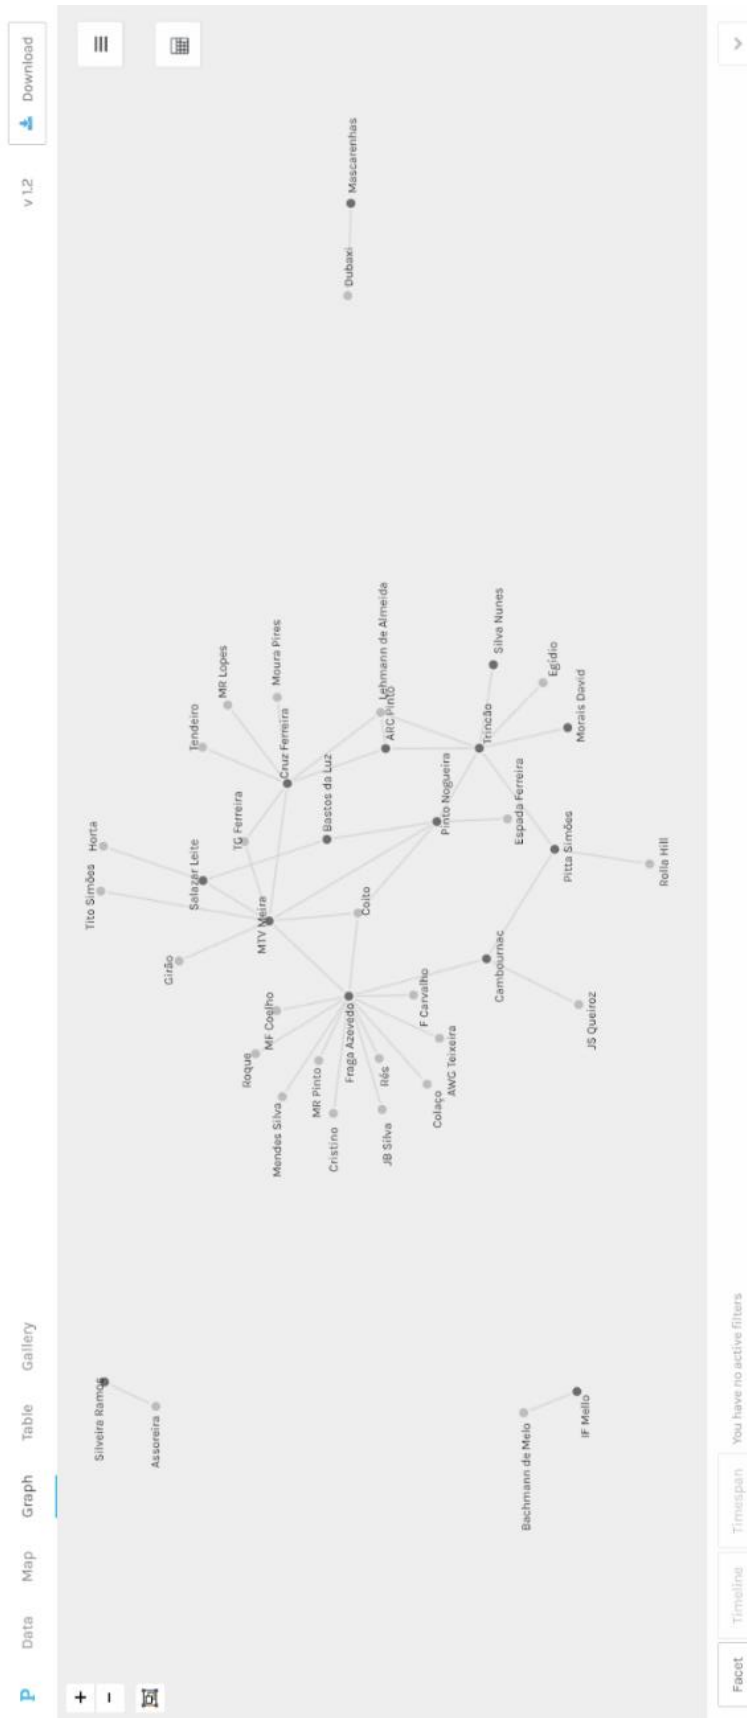 P
Data
Map
Graph
Table
Gallery
v 1.2
Download
+
−
Silveira Ramos
Assoreira
Bachmann de Melo
IF Mello
Tito Simões
Horta
Salazar Leite
Girão
MTV Meira
TG Ferreira
Tendeiro
MR Lopes
Moura Pires
Cruz Ferreira
Bastos da Luz
Lehmann de Almeida
ARC Pinto
Coito
Pinto Nogueira
Trincão
Silva Nunes
Egídio
Morais David
Espada Ferreira
Pitta Simões
Rolla Hill
Cambournac
JS Queiroz
Roque
MF Coelho
Mendes Silva
MR Pinto
Fraga Azevedo
Cristino
JB Silva
Rés
F Carvalho
Colaço
AWG Teixeira
Dubaxi
Mascarenhas
Facet
Timeline
Timespan
You have no active filters